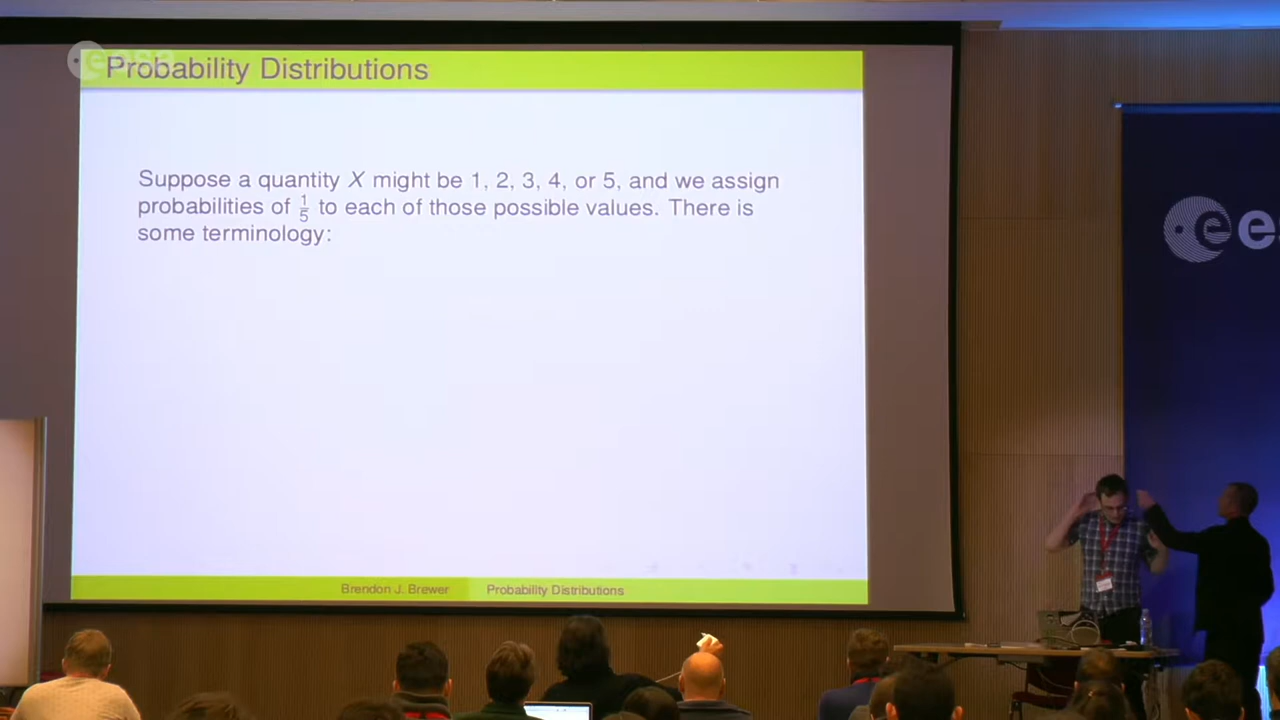 esa
Probability Distributions
Suppose a quantity X might be 1, 2, 3, 4, or 5, and we assign
probabilities of 1/5 to each of those possible values. There is
some terminology:
Brendon J. Brewer Probability Distributions